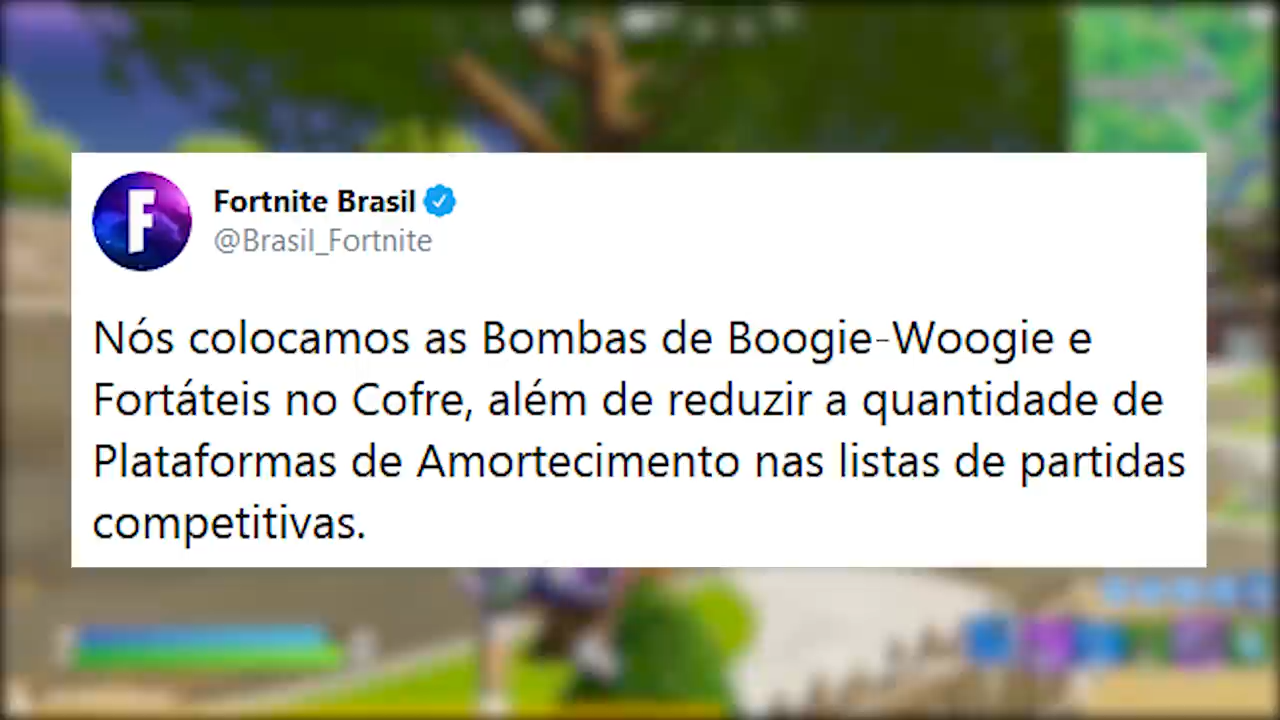 F
Fortnite Brasil
@Brasil_Fortnite
Nós colocamos as Bombas de Boogie-Woogie e
Fortáteis no Cofre, além de reduzir a quantidade de
Plataformas de Amortecimento nas listas de partidas
competitivas.